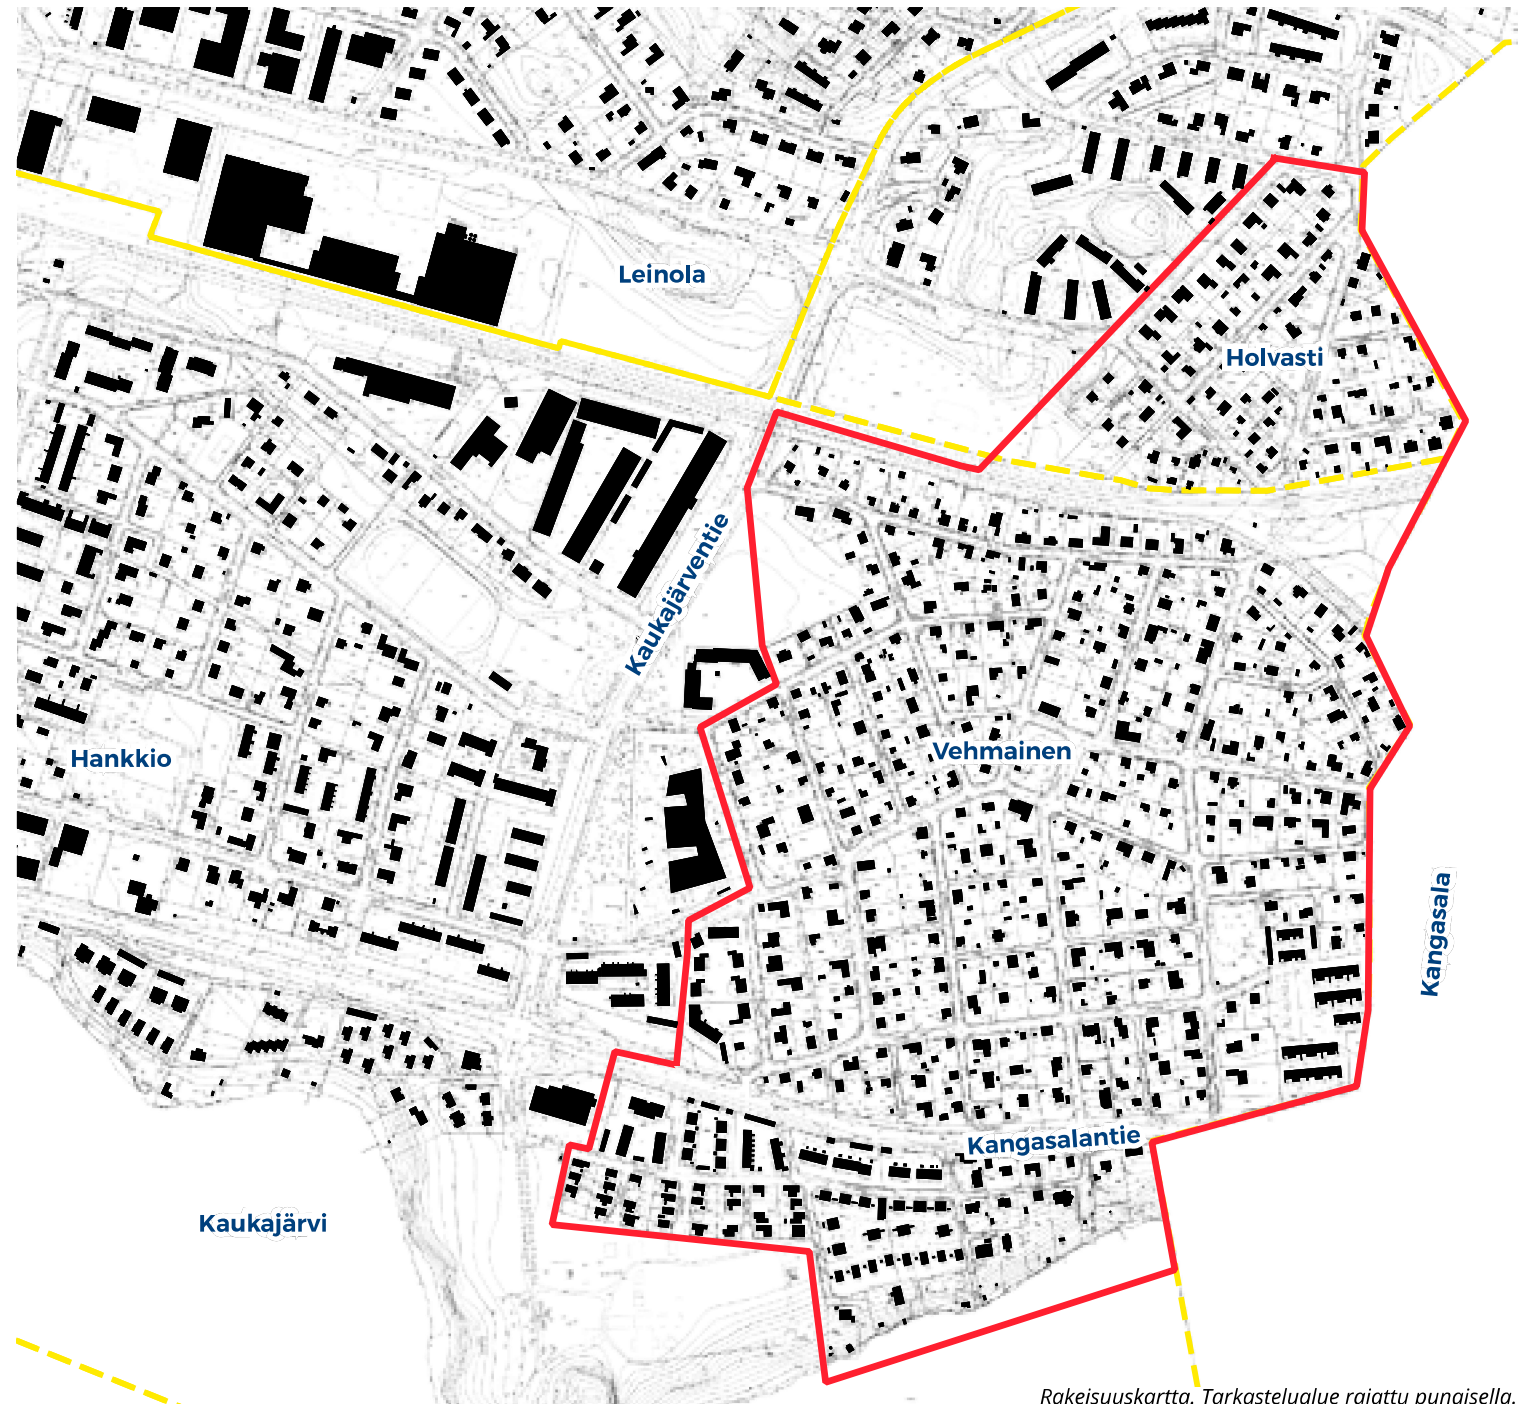 Leinola
Holvasti
Kaukajärventie
Hankkio
Vehmainen
Kangasala
Kangasalantie
Kaukajärvi
Rakeisuuskartta. Tarkastelualue rajattu punaisella.